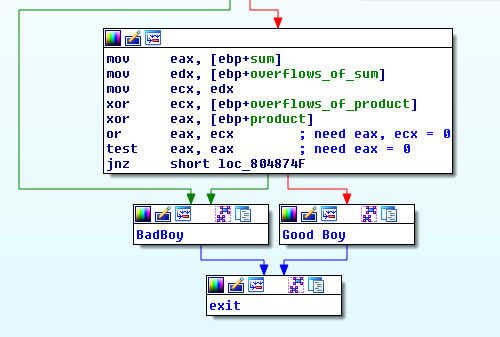 mov eax, [ebp+sum]
mov edx, [ebp+overflows_of_sum]
mov ecx, edx
xor ecx, [ebp+overflows_of_product]
xor eax, [ebp+product]
or eax, ecx ; need eax, ecx = 0
test eax, eax ; need eax = 0
jnz short loc_804874F
BadBoy
Good Boy
exit